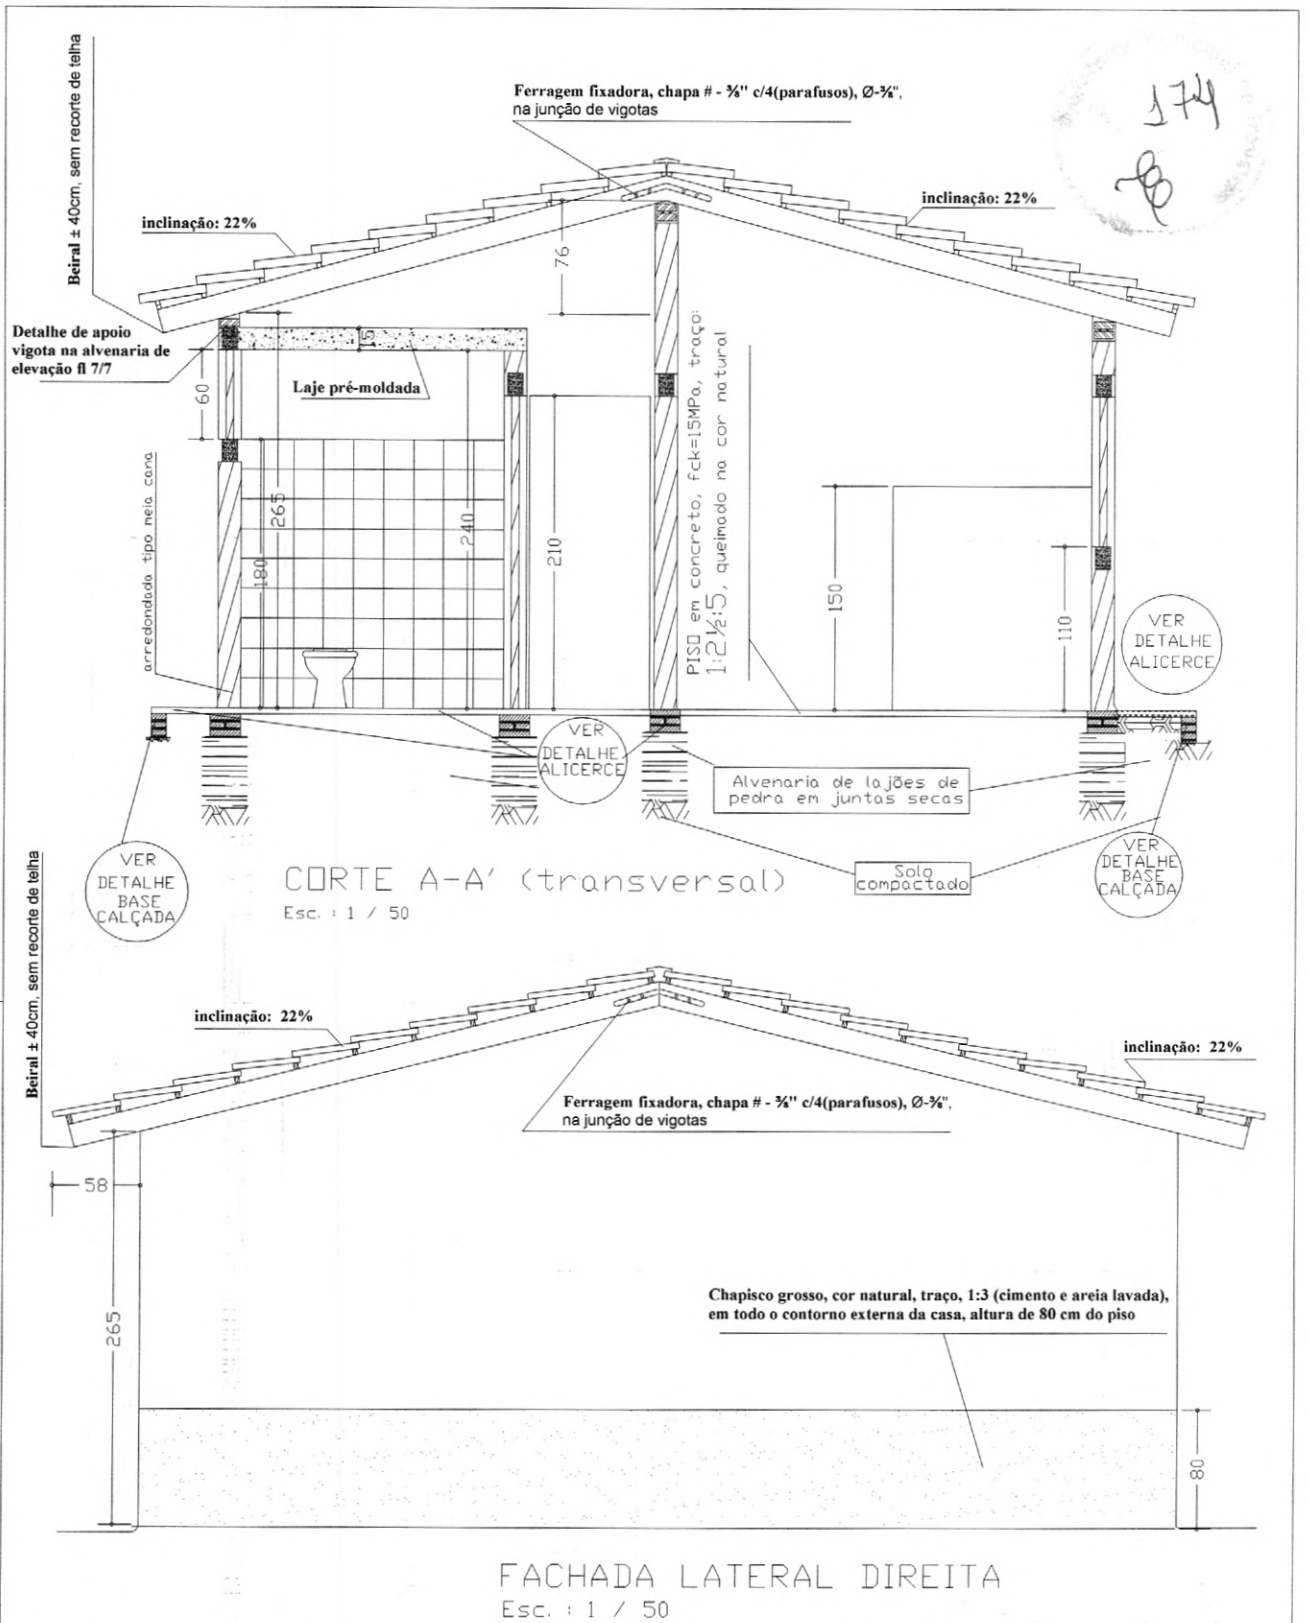 174
Beiral ± 40cm, sem recorte de telha
Ferragem fixadora, chapa # - ⅜" c/4(parafusos), Ø-⅜",
na junção de vigotas
inclinação: 22%
inclinação: 22%
76
Detalhe de apoio
vigota na alvenaria de
elevação fl 7/7
15
Laje pré-moldada
60
arredondada tipo meia cana
180
265
240
210
PISO em concreto, fck=15MPa, traço:
1:2½:5, queimado na cor natural
150
110
VER
DETALHE
ALICERCE
VER
DETALHE
ALICERCE
Alvenaria de lajões de
pedra em juntas secas
VER
DETALHE
BASE
CALÇADA
Solo
compactado
VER
DETALHE
BASE
CALÇADA
CORTE A-A' (transversal)
Esc. : 1 / 50
Beiral ± 40cm, sem recorte de telha
inclinação: 22%
inclinação: 22%
Ferragem fixadora, chapa # - ⅜" c/4(parafusos), Ø-⅜",
na junção de vigotas
58
265
Chapisco grosso, cor natural, traço, 1:3 (cimento e areia lavada),
em todo o contorno externa da casa, altura de 80 cm do piso
80
FACHADA LATERAL DIREITA
Esc. : 1 / 50